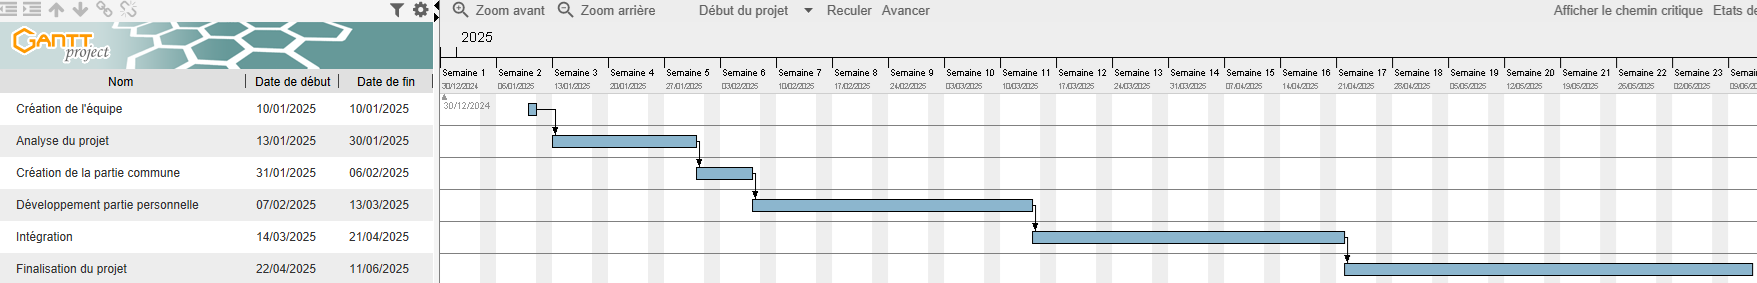 Zoom avant Zoom arrière Début du projet Reculer Avancer Afficher le chemin critique Etats de
GANTT project
2025
Nom Date de début Date de fin
Semaine 1 Semaine 2 Semaine 3 Semaine 4 Semaine 5 Semaine 6 Semaine 7 Semaine 8 Semaine 9 Semaine 10 Semaine 11 Semaine 12 Semaine 13 Semaine 14 Semaine 15 Semaine 16 Semaine 17 Semaine 18 Semaine 19 Semaine 20 Semaine 21 Semaine 22 Semaine 23 Semain
30/12/2024 06/01/2025 13/01/2025 20/01/2025 27/01/2025 03/02/2025 10/02/2025 17/02/2025 24/02/2025 03/03/2025 10/03/2025 17/03/2025 24/03/2025 31/03/2025 07/04/2025 14/04/2025 21/04/2025 28/04/2025 05/05/2025 12/05/2025 19/05/2025 26/05/2025 02/06/2025 09/06/20
30/12/2024
Création de l'équipe 10/01/2025 10/01/2025
Analyse du projet 13/01/2025 30/01/2025
Création de la partie commune 31/01/2025 06/02/2025
Développement partie personnelle 07/02/2025 13/03/2025
Intégration 14/03/2025 21/04/2025
Finalisation du projet 22/04/2025 11/06/2025